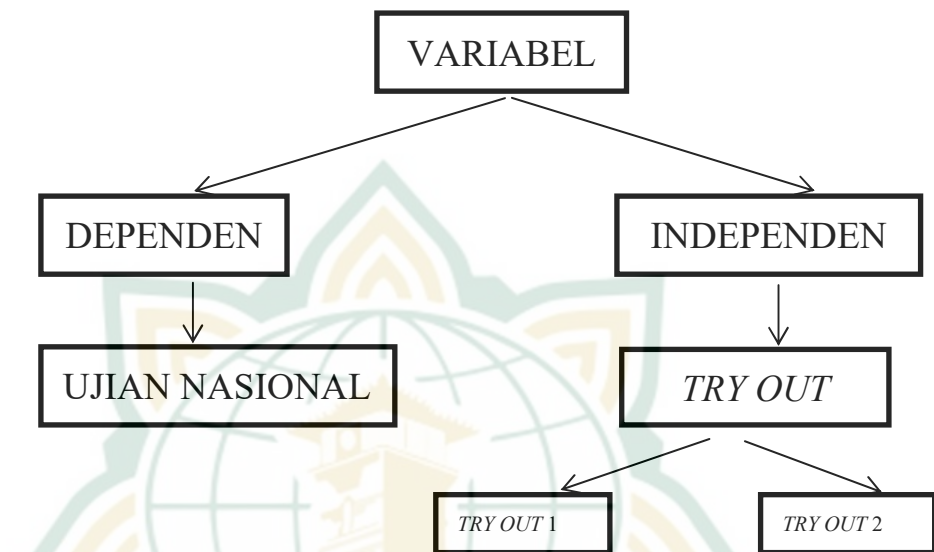 VARIABEL
DEPENDEN
INDEPENDEN
UJIAN NASIONAL
TRY OUT
TRY OUT 1
TRY OUT 2